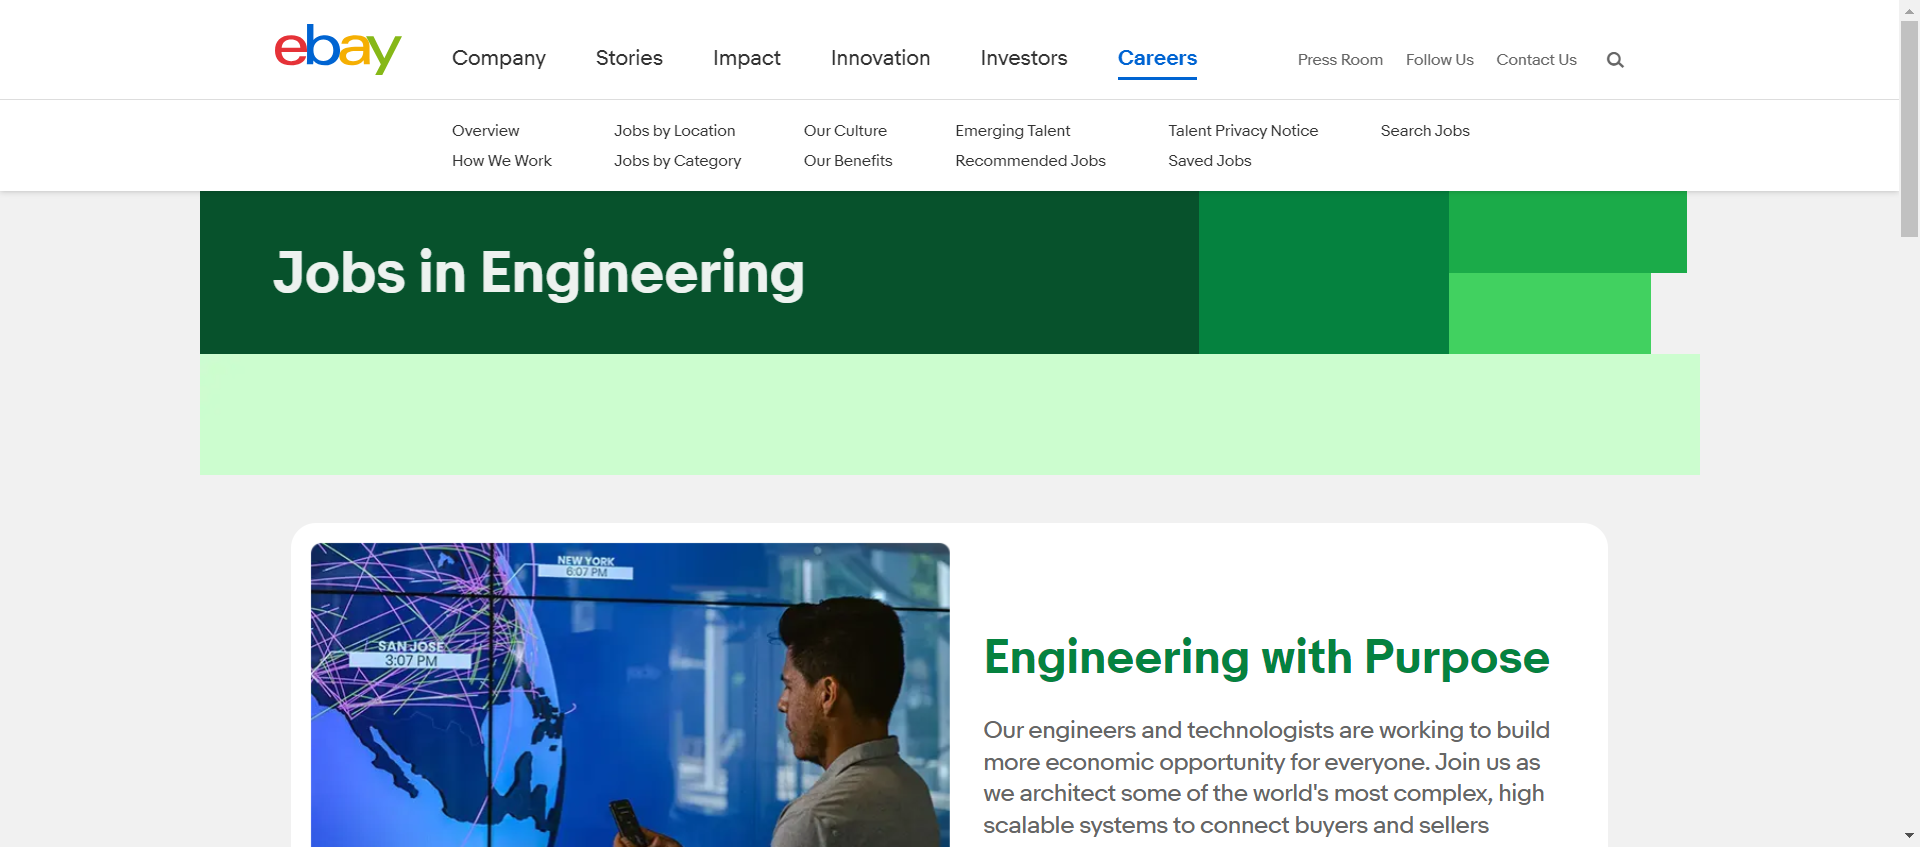 ebay
Company Stories Impact Innovation Investors Careers Press Room Follow Us Contact Us
Overview Jobs by Location Our Culture Emerging Talent Talent Privacy Notice Search Jobs
How We Work Jobs by Category Our Benefits Recommended Jobs Saved Jobs
Jobs in Engineering
NEW YORK
6:07 PM
SAN JOSE
3:07 PM
Engineering with Purpose
Our engineers and technologists are working to build
more economic opportunity for everyone. Join us as
we architect some of the world's most complex, high
scalable systems to connect buyers and sellers